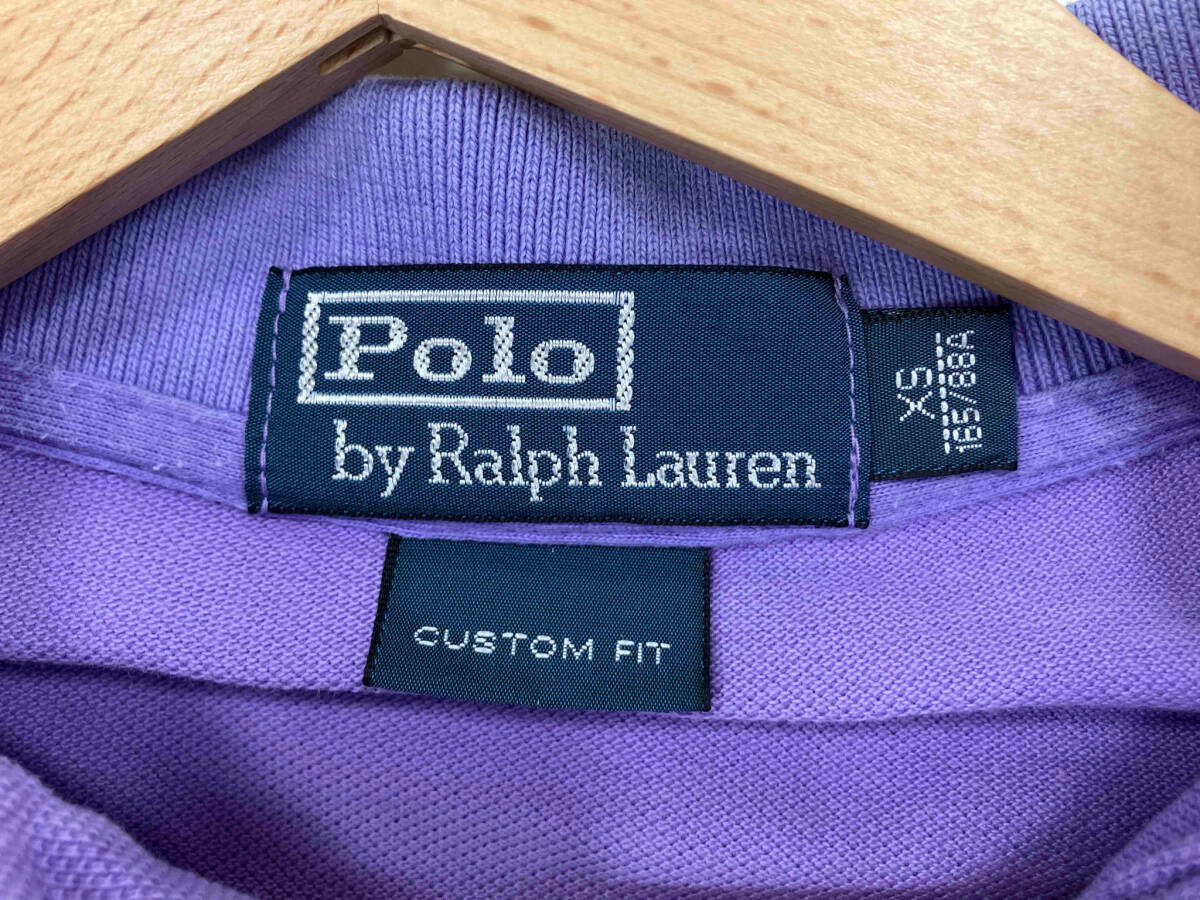 Polo
by Ralph Lauren
XS
165/88A
CUSTOM FIT